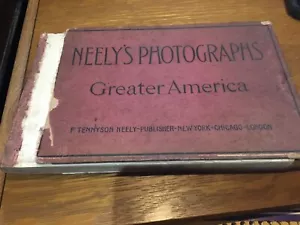 NEELY'S PHOTOGRAPHS
Greater America
F TENNYSON NEELY-PUBLISHER-NEW YORK-CHICAGO-LONDON